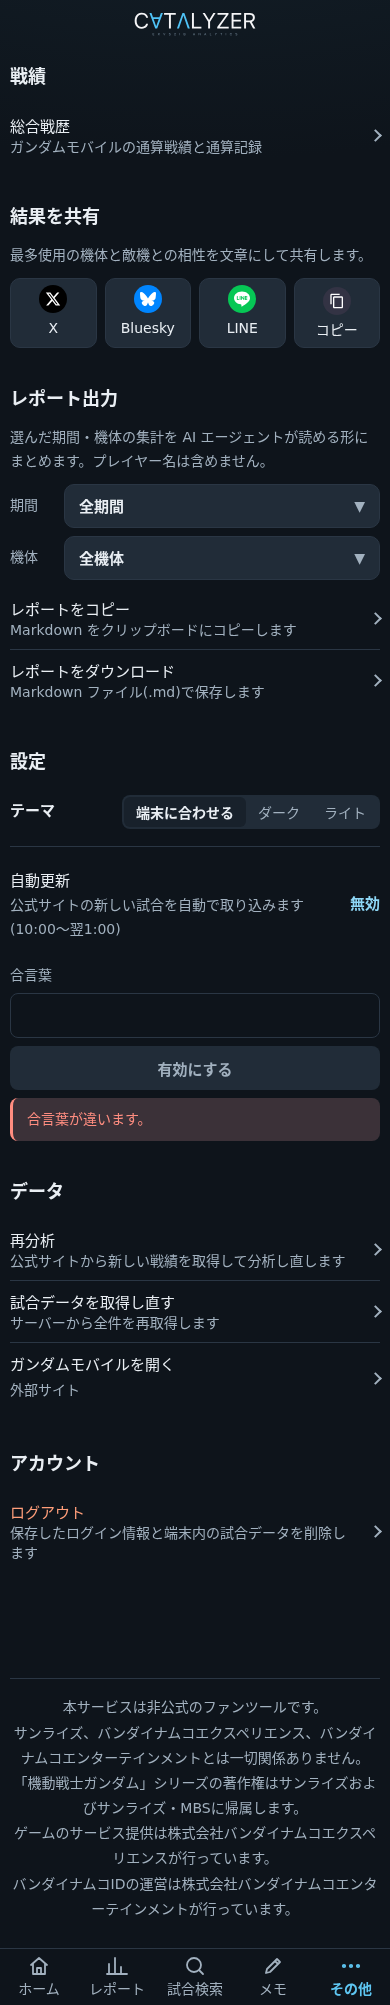 C∀TΛLYZER
戦績
総合戦歴
ガンダムモバイルの通算戦績と通算記録
結果を共有
最多使用の機体と敵機との相性を文章にして共有します。
X
Bluesky
LINE
LINE
コピー
レポート出力
選んだ期間・機体の集計を AI エージェントが読める形に
まとめます。プレイヤー名は含めません。
期間
全期間 ▼
機体
全機体 ▼
レポートをコピー
Markdown をクリップボードにコピーします
レポートをダウンロード
Markdown ファイル(.md)で保存します
設定
テーマ
端末に合わせる ダーク ライト
自動更新
公式サイトの新しい試合を自動で取り込みます
(10:00〜翌1:00)
無効
合言葉
有効にする
合言葉が違います。
データ
再分析
公式サイトから新しい戦績を取得して分析し直します
試合データを取得し直す
サーバーから全件を再取得します
ガンダムモバイルを開く
外部サイト
アカウント
ログアウト
保存したログイン情報と端末内の試合データを削除し
ます
本サービスは非公式のファンツールです。
サンライズ、バンダイナムコエクスペリエンス、バンダイ
ナムコエンターテインメントとは一切関係ありません。
「機動戦士ガンダム」シリーズの著作権はサンライズおよ
びサンライズ・MBSに帰属します。
ゲームのサービス提供は株式会社バンダイナムコエクスペ
リエンスが行っています。
バンダイナムコIDの運営は株式会社バンダイナムコエンタ
ーテインメントが行っています。
ホーム レポート 試合検索 メモ その他